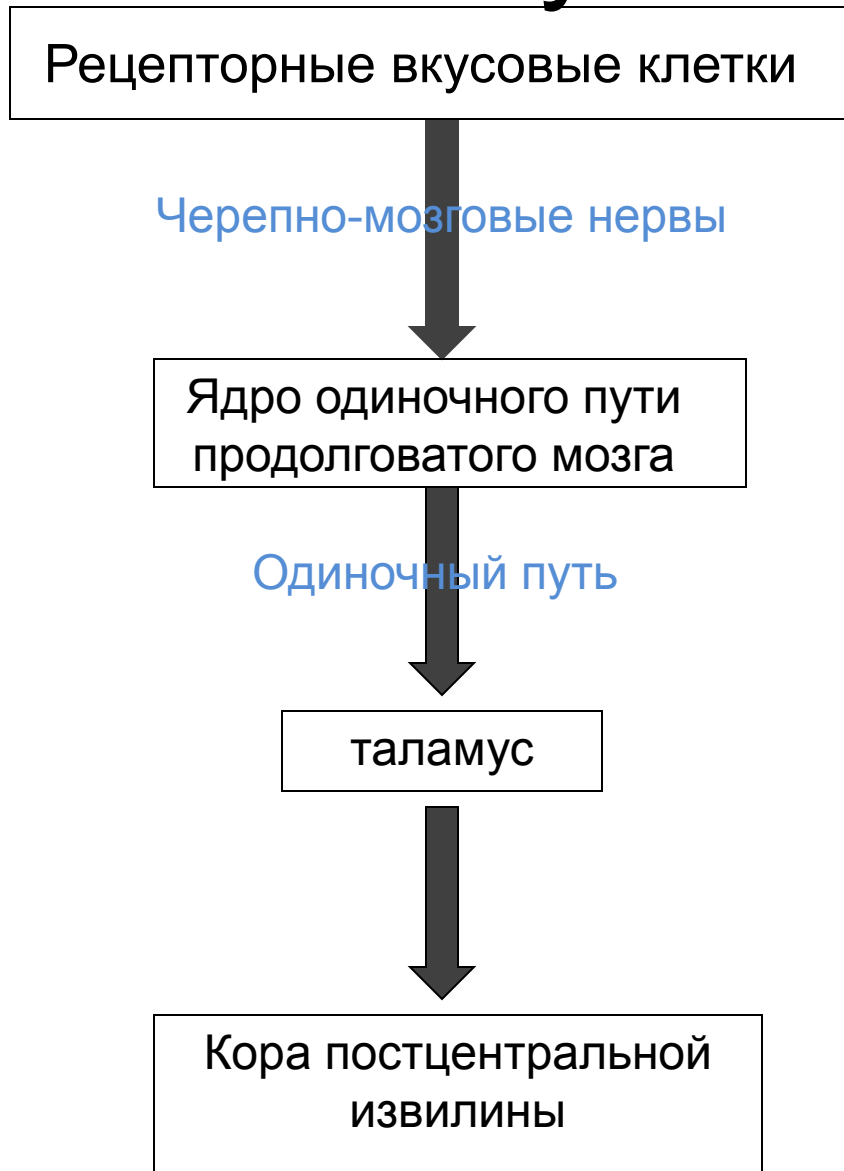 Рецепторные вкусовые клетки
Черепно-мозговые нервы
Ядро одиночного пути
продолговатого мозга
Одиночный путь
таламус
Кора постцентральной
извилины